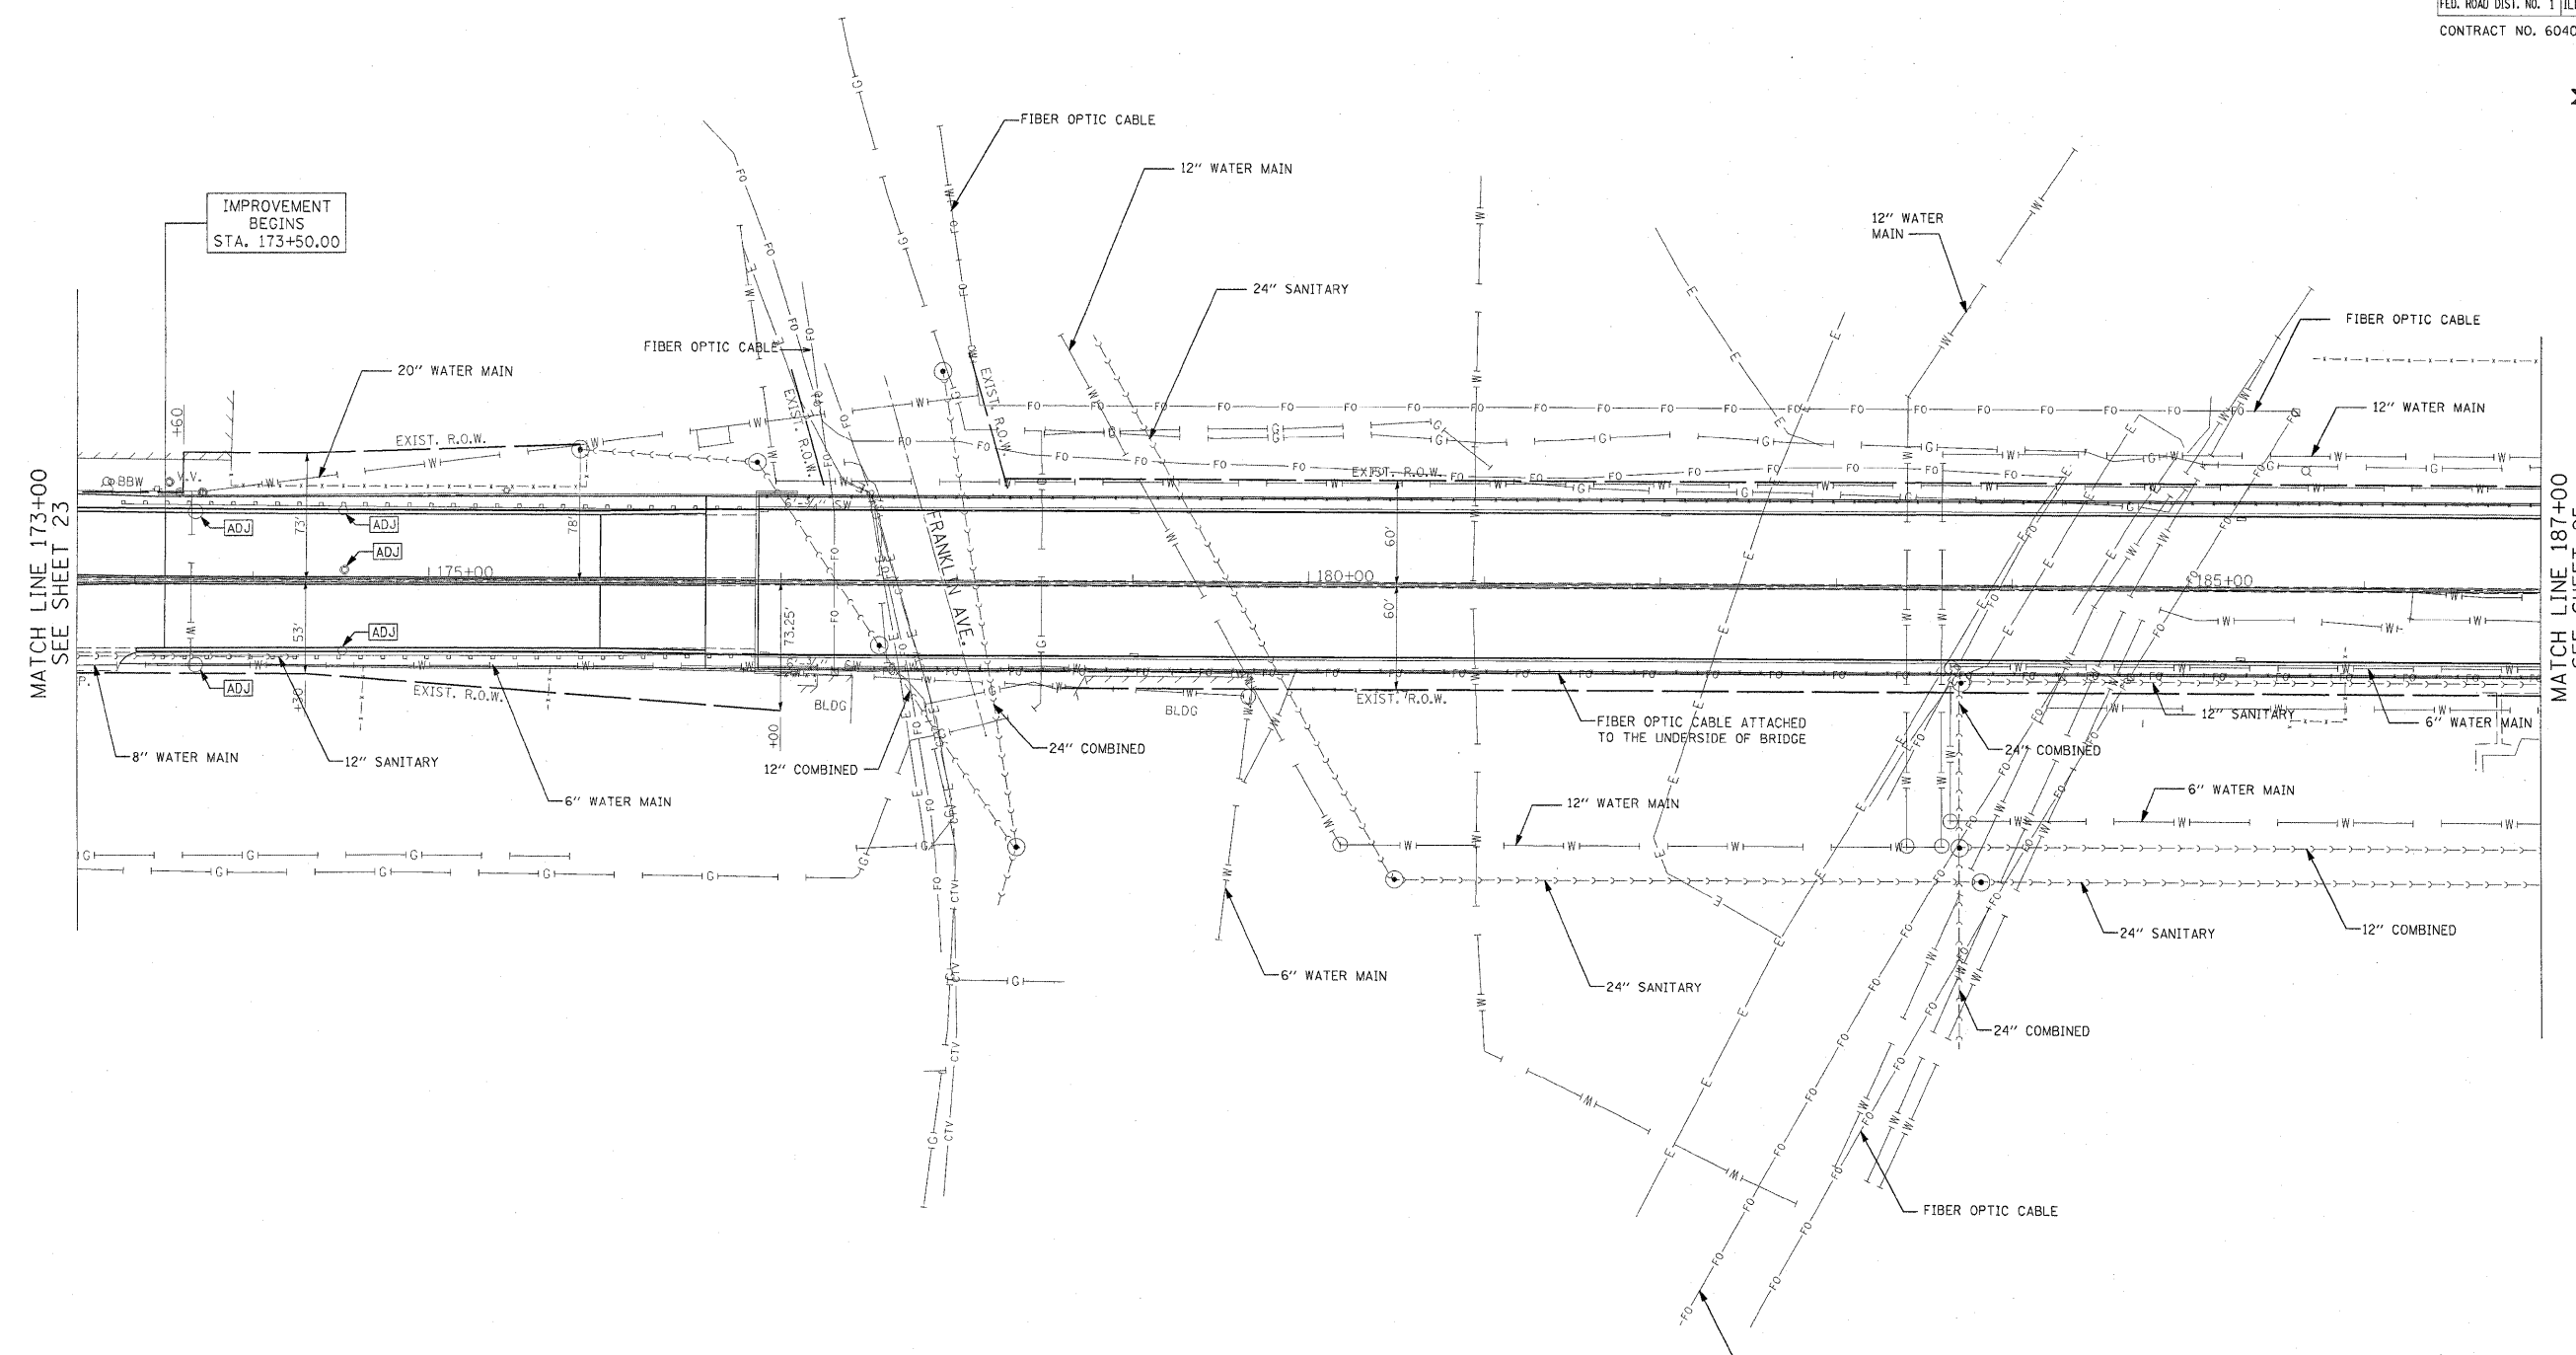 FED. ROAD DIST. NO. 1
CONTRACT NO. 6040
FIBER OPTIC CABLE
12" WATER MAIN
IMPROVEMENT
BEGINS
STA. 173+50.00
12" WATER
MAIN
24" SANITARY
FIBER OPTIC CABLE
FIBER OPTIC CABLE
20" WATER MAIN
12" WATER MAIN
+60
EXIST. R.O.W.
EXIST. R.O.W.
EXIST. R.O.W.
EXIST. R.O.W.
BBW
V.V.
ADJ
ADJ
ADJ
73'
78'
60'
FRANKLIN AVE.
MATCH LINE 173+00
SEE SHEET 23
175+00
180+00
185+00
MATCH LINE 187+00
53'
73.25'
60'
ADJ
ADJ
+30
EXIST. R.O.W.
+00
BLDG
BLDG
EXIST. R.O.W.
FIBER OPTIC CABLE ATTACHED
TO THE UNDERSIDE OF BRIDGE
12" SANITARY
6" WATER MAIN
8" WATER MAIN
12" SANITARY
12" COMBINED
24" COMBINED
24" COMBINED
6" WATER MAIN
12" WATER MAIN
6" WATER MAIN
24" SANITARY
12" COMBINED
6" WATER MAIN
24" SANITARY
24" COMBINED
FIBER OPTIC CABLE